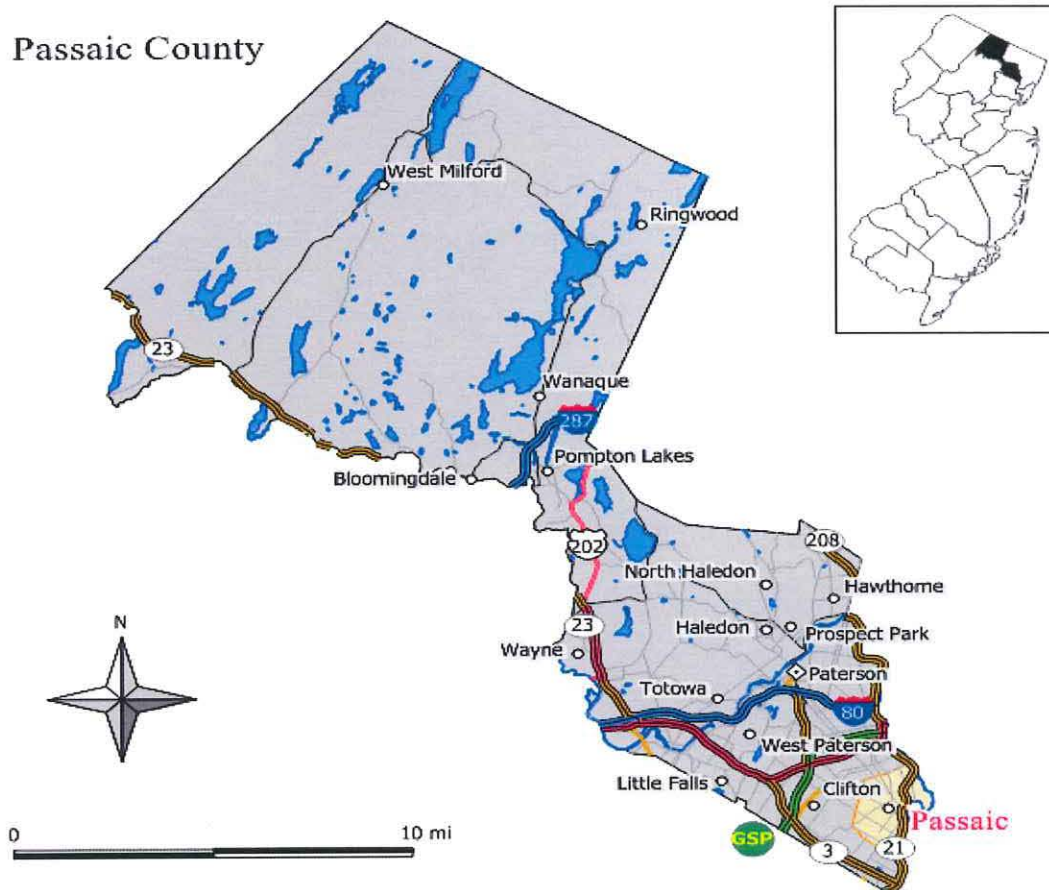 Passaic County
West Milford
Ringwood
23
Wanaque
287
Bloomingdale
Pompton Lakes
202
208
North Haledon
Hawthorne
N
23
Haledon
Prospect Park
Wayne
Paterson
Totowa
80
West Paterson
Little Falls
Clifton
0
10 mi
Passaic
GSP
3
21